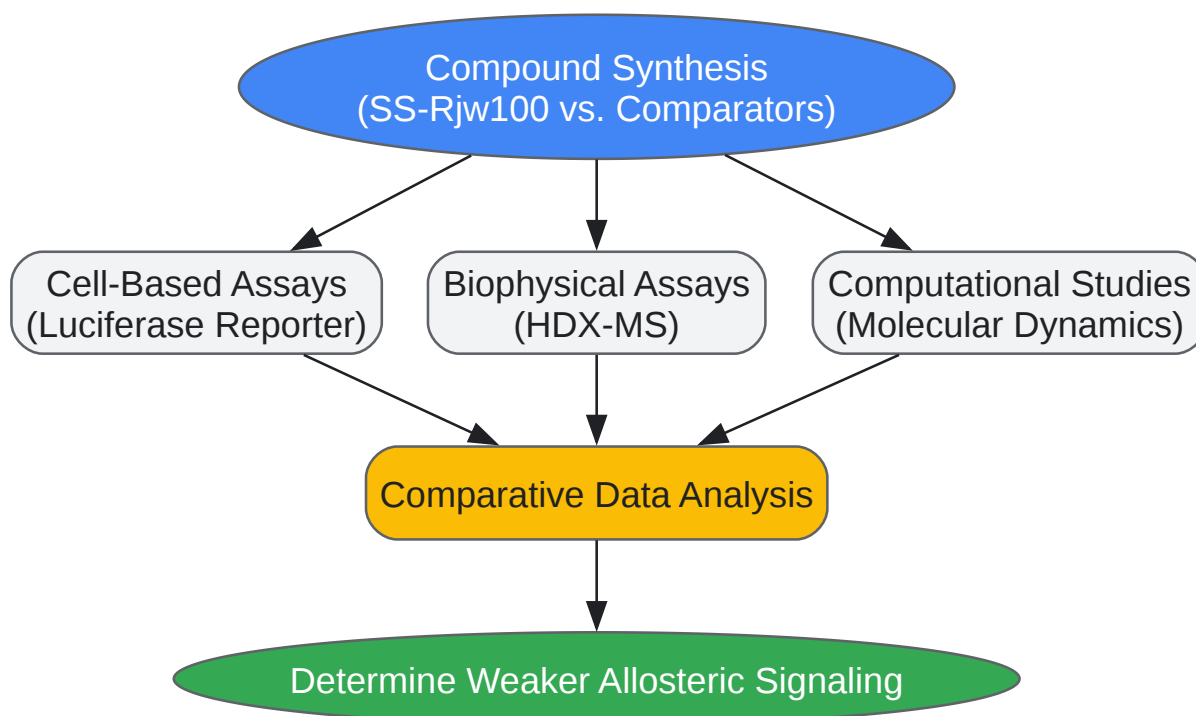 Compound Synthesis
(SS-Rjw100 vs. Comparators)
Cell-Based Assays
(Luciferase Reporter)
Biophysical Assays
(HDX-MS)
Computational Studies
(Molecular Dynamics)
Comparative Data Analysis
Determine Weaker Allosteric Signaling